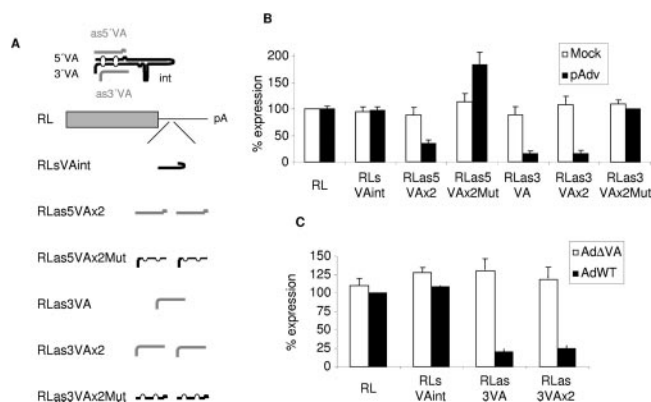 A
as5´VA
5´VA
3´VA
int
as3´VA
RL
pA
RLsVAint
RLas5VAx2
RLas5VAx2Mut
RLas3VA
RLas3VAx2
RLas3VAx2Mut
B
% expression
200
150
100
50
Mock
pAdv
RL
RLs VAint
RLas5 VAx2
RLas5 VAx2Mut
RLas3 VA
RLas3 VAx2
RLas3 VAx2Mut
C
% expression
150
125
100
75
50
25
0
AdΔVA
AdWT
RL
RLs VAint
RLas 3VA
RLas 3VAx2